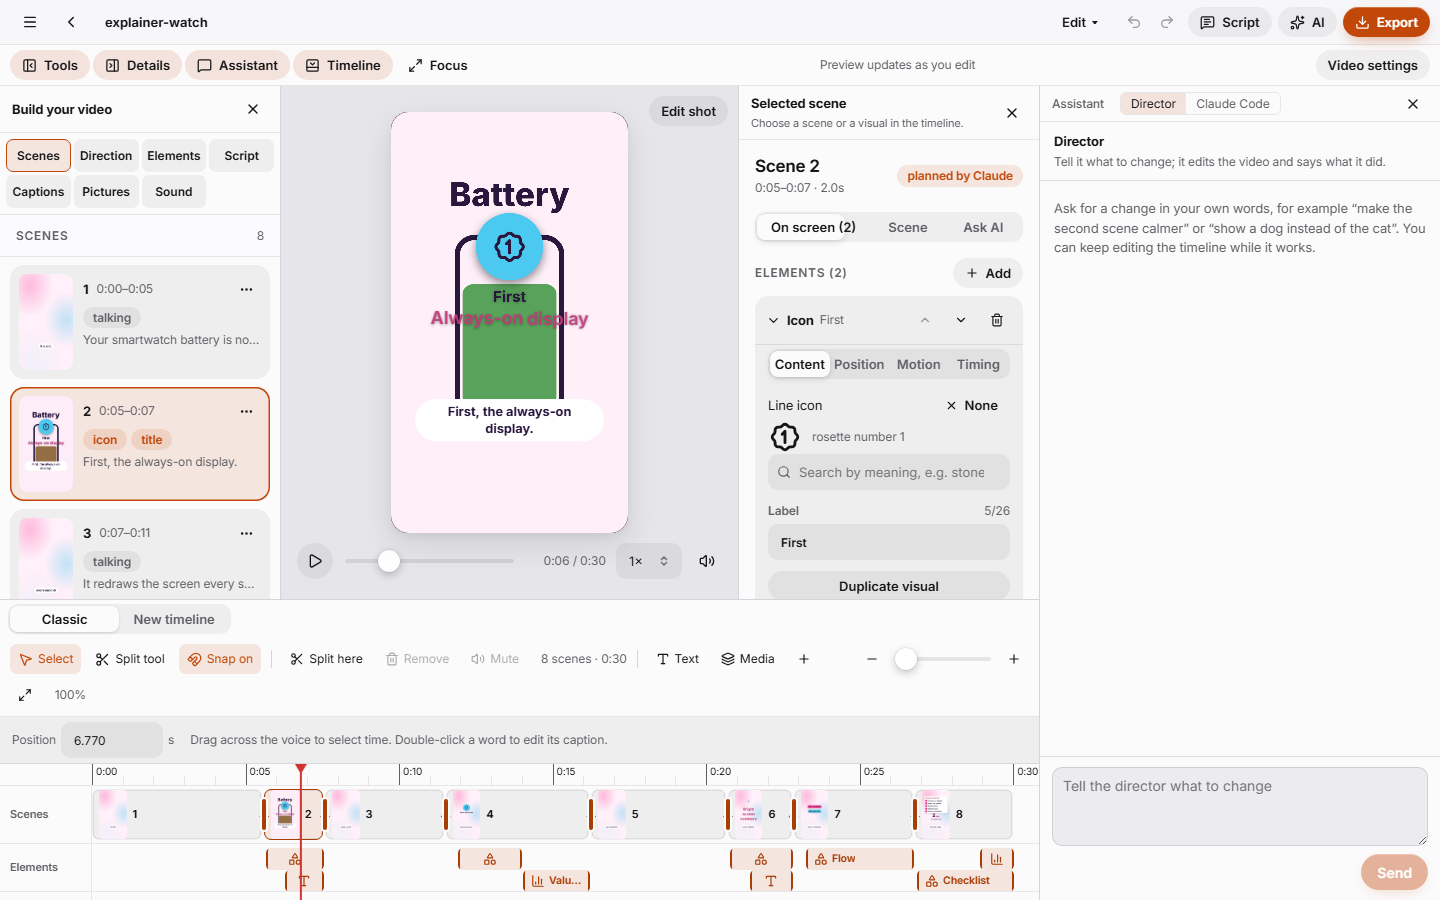 explainer-watch
Edit
Script
AI
Export
Tools
Details
Assistant
Timeline
Focus
Preview updates as you edit
Video settings
Build your video
Scenes
Direction
Elements
Script
Captions
Pictures
Sound
SCENES
8
1 0:00–0:05
talking
Your smartwatch battery is no...
2 0:05–0:07
icon
title
First, the always-on display.
3 0:07–0:11
talking
It redraws the screen every s...
Edit shot
Battery
1
First
Always-on display
First, the always-on
display.
0:06 / 0:30
1×
Selected scene
Choose a scene or a visual in the timeline.
Scene 2
0:05–0:07 · 2.0s
planned by Claude
On screen (2)
Scene
Ask AI
ELEMENTS (2)
Add
Icon First
Content
Position
Motion
Timing
Line icon
None
1
rosette number 1
Search by meaning, e.g. stone
Label
5/26
First
Duplicate visual
Assistant
Director
Claude Code
Director
Tell it what to change; it edits the video and says what it did.
Ask for a change in your own words, for example “make the
second scene calmer” or “show a dog instead of the cat”. You
can keep editing the timeline while it works.
Tell the director what to change
Send
Classic
New timeline
Select
Split tool
Snap on
Split here
Remove
Mute
8 scenes · 0:30
Text
Media
100%
Position
6.770
s
Drag across the voice to select time. Double-click a word to edit its caption.
0:00
0:05
0:10
0:15
0:20
0:25
0:30
Scenes
1
Battery
2
3
4
5
6
7
8
Elements
Flow
Valu...
Checklist